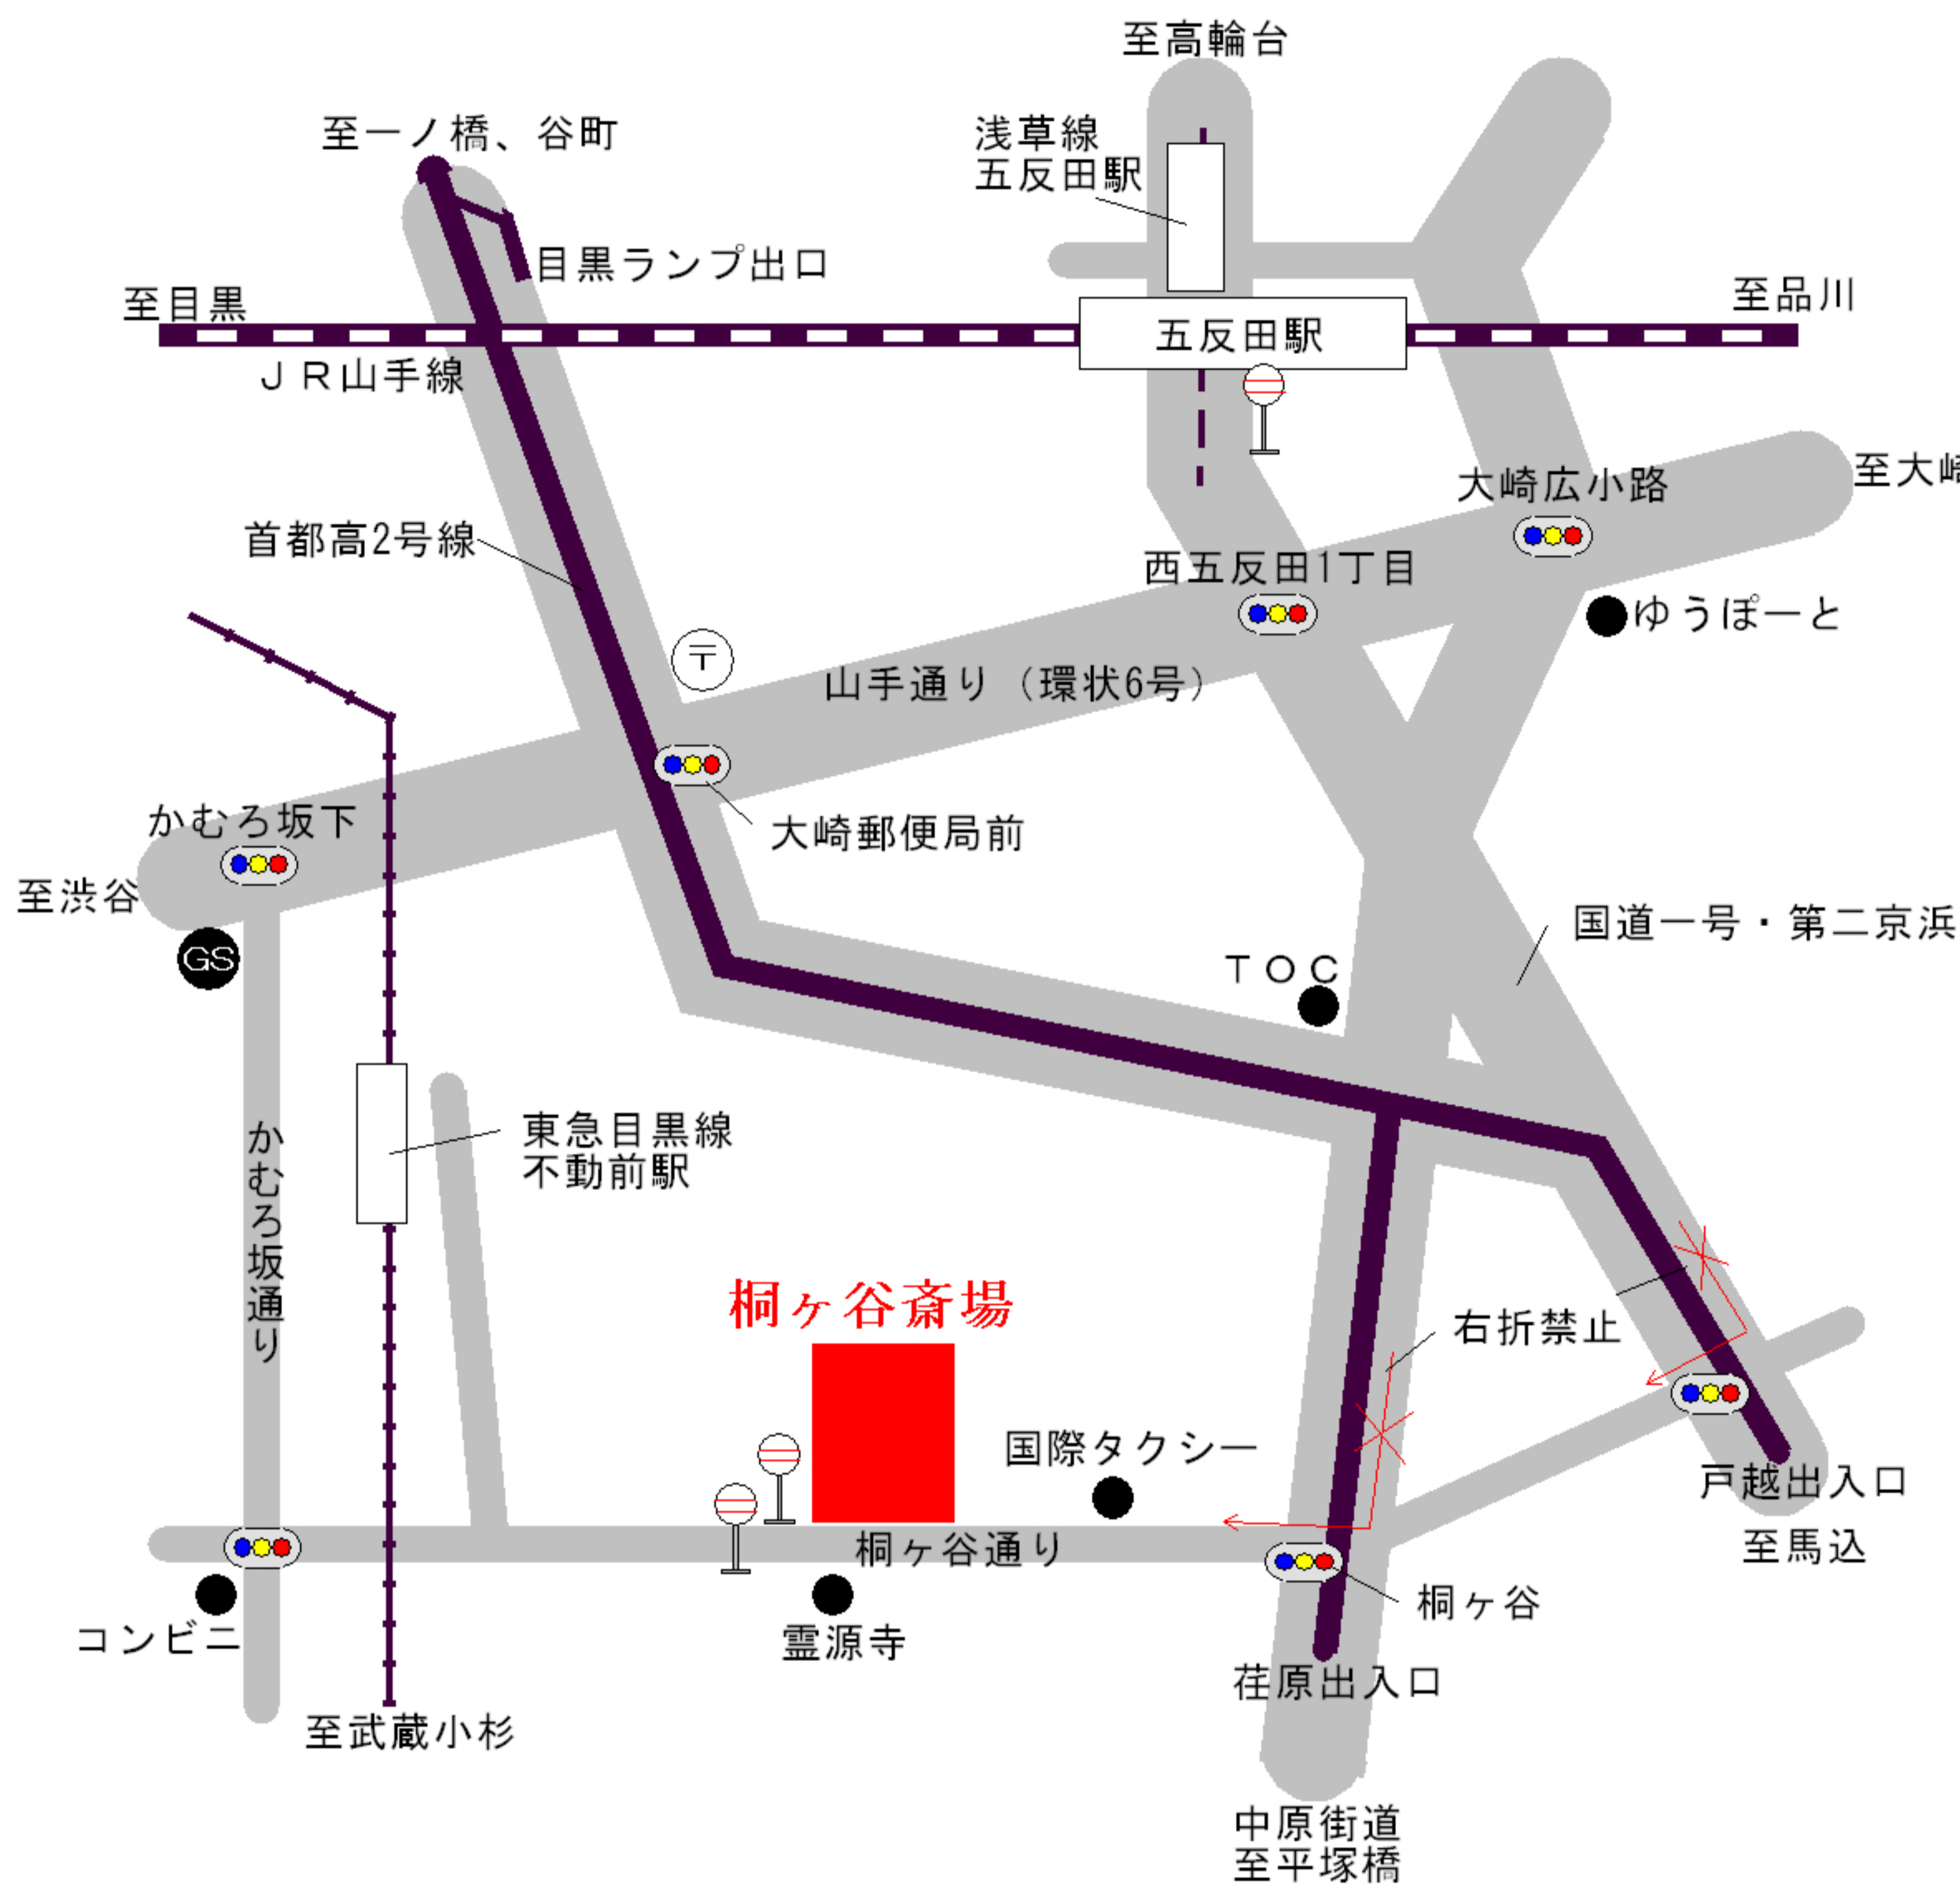 至高輪台
至一ノ橋、谷町
浅草線
五反田駅
目黒ランプ出口
至目黒
至品川
五反田駅
JR山手線
大崎広小路
至大崎
首都高2号線
西五反田1丁目
ゆうぽーと
〒
山手通り（環状6号）
かむろ坂下
大崎郵便局前
至渋谷
国道一号・第二京浜
GS
TOC
東急目黒線
不動前駅
かむろ坂通り
桐ヶ谷斎場
右折禁止
国際タクシー
戸越出入口
至馬込
桐ヶ谷通り
桐ヶ谷
コンビニ
霊源寺
荏原出入口
至武蔵小杉
中原街道
至平塚橋